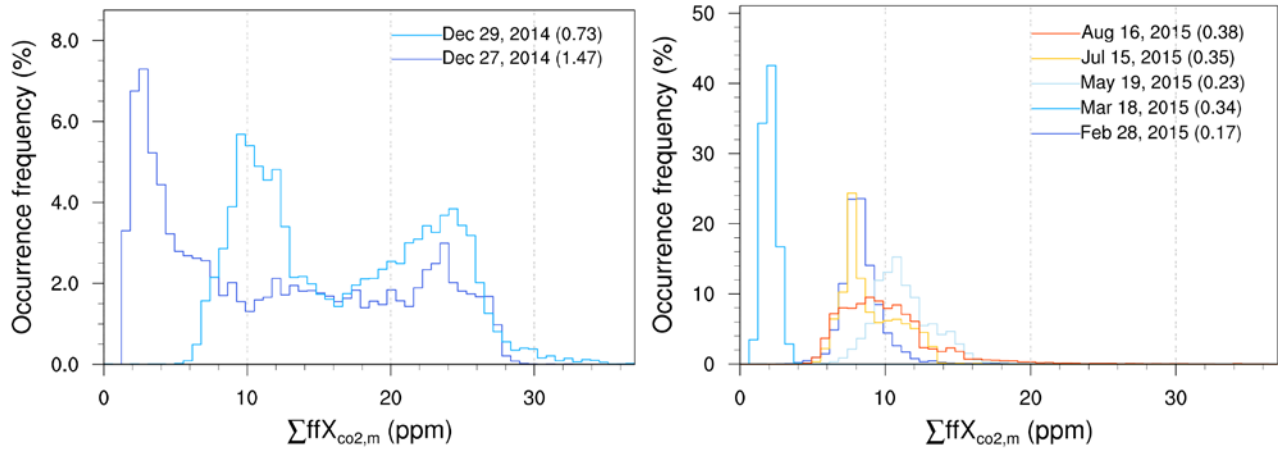 8.0
6.0
4.0
2.0
0.0
Occurrence frequency (%)
Dec 29, 2014 (0.73)
Dec 27, 2014 (1.47)
0
10
20
30
∑ffXco2,m (ppm)
50
40
30
20
10
0
Occurrence frequency (%)
Aug 16, 2015 (0.38)
Jul 15, 2015 (0.35)
May 19, 2015 (0.23)
Mar 18, 2015 (0.34)
Feb 28, 2015 (0.17)
0
10
20
30
∑ffXco2,m (ppm)